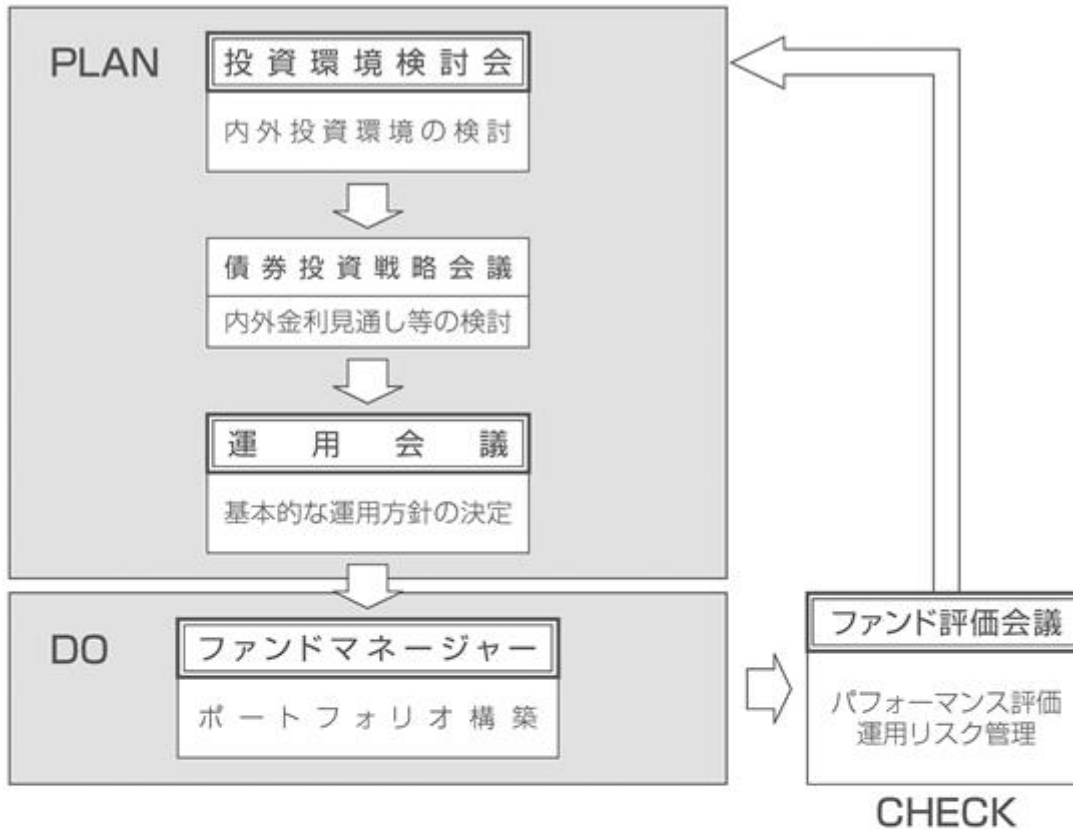 PLAN
投資環境検討会
内外投資環境の検討
債券投資戦略会議
内外金利見通し等の検討
運用会議
基本的な運用方針の決定
DO
ファンドマネージャー
ポートフォリオ構築
ファンド評価会議
パフォーマンス評価
運用リスク管理
CHECK